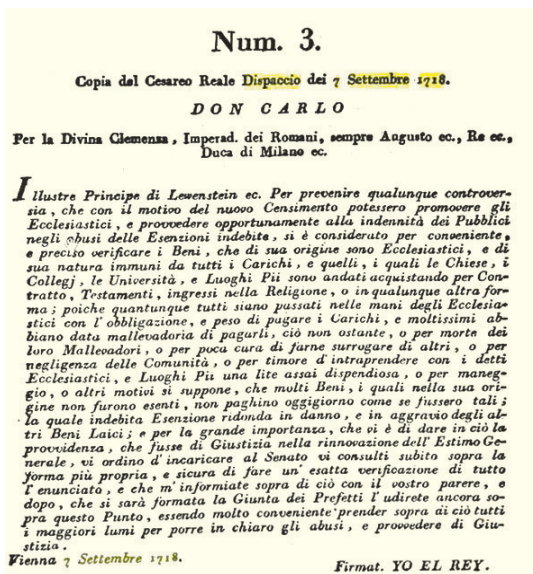 Num. 3.
Copia del Cesareo Reale Dispaccio dei 7 Settembre 1718.
DON CARLO
Per la Divina Clemenza, Imperad. dei Romani, sempre Augusto ec., Re ec.,
Duca di Milano ec.
Illustre Principe di Lewenstein ec. Per prevenire qualunque controver-
sia, che con il motivo del nuovo Censimento potessero promovere gli
Ecclesiastici, e provvedere opportunamente alla indennità dei Pubblici
negli abusi delle Esenzioni indebite, si è considerato per conveniente,
e preciso verificare i Beni, che di sua origine sono Ecclesiastici, e di
sua natura immuni da tutti i Carichi, e quelli, i quali le Chiese, i
Collegj, le Università, e Luoghi Pii sono andati acquistando per Con-
tratto, Testamenti, ingressi nella Religione, o in qualunque altra for-
ma; poiche quantunque tutti siano passati nelle mani degli Ecclesia-
stici con l'obbligazione, e peso di pagare i Carichi, e moltissimi ab-
biano data mallevadoria di pagarli, ciò non ostante, o per morte dei
loro Mallevadori, o per poca cura di farne surrogare di altri, o per
negligenza delle Comunità, o per timore d'intraprendere con i detti
Ecclesiastici, e Luoghi Pii una lite assai dispendiosa, o per maneg-
gio, o altri motivi si suppone, che molti Beni, i quali nella sua ori-
gine non furono esenti, non paghino oggigiorno come se fussero tali;
la quale indebita Esenzione ridonda in danno, e in aggravio degli al-
tri Beni Laici; e per la grande importanza, che vi è di dare in ciò la
provvidenza, che fusse di Giustizia nella rinnovazione dell'Estimo Ge-
nerale, vi ordino d'incaricare al Senato vi consulti subito sopra la
forma più propria, e sicura di fare un'esatta verificazione di tutto
l'enunciato, e che m'informiate sopra di ciò con il vostro parere, e
dopo, che si sarà formata la Giunta dei Prefetti l'udirete ancora so-
pra questo Punto, essendo molto conveniente prender sopra di ciò tutti
i maggiori lumi per porre in chiaro gli abusi, e provvedere di Giu-
stizia.
Vienna 7 Settembre 1718.
Firmat. YO EL REY.